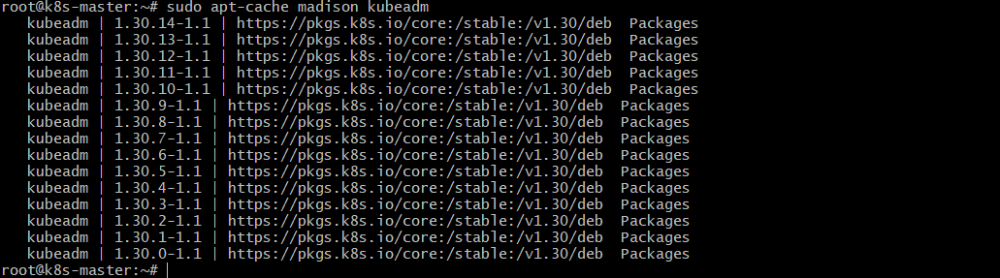 root@k8s-master:~# sudo apt-cache madison kubeadm
kubeadm | 1.30.14-1.1 | https://pkgs.k8s.io/core:/stable:/v1.30/deb  Packages
kubeadm | 1.30.13-1.1 | https://pkgs.k8s.io/core:/stable:/v1.30/deb  Packages
kubeadm | 1.30.12-1.1 | https://pkgs.k8s.io/core:/stable:/v1.30/deb  Packages
kubeadm | 1.30.11-1.1 | https://pkgs.k8s.io/core:/stable:/v1.30/deb  Packages
kubeadm | 1.30.10-1.1 | https://pkgs.k8s.io/core:/stable:/v1.30/deb  Packages
kubeadm | 1.30.9-1.1 | https://pkgs.k8s.io/core:/stable:/v1.30/deb  Packages
kubeadm | 1.30.8-1.1 | https://pkgs.k8s.io/core:/stable:/v1.30/deb  Packages
kubeadm | 1.30.7-1.1 | https://pkgs.k8s.io/core:/stable:/v1.30/deb  Packages
kubeadm | 1.30.6-1.1 | https://pkgs.k8s.io/core:/stable:/v1.30/deb  Packages
kubeadm | 1.30.5-1.1 | https://pkgs.k8s.io/core:/stable:/v1.30/deb  Packages
kubeadm | 1.30.4-1.1 | https://pkgs.k8s.io/core:/stable:/v1.30/deb  Packages
kubeadm | 1.30.3-1.1 | https://pkgs.k8s.io/core:/stable:/v1.30/deb  Packages
kubeadm | 1.30.2-1.1 | https://pkgs.k8s.io/core:/stable:/v1.30/deb  Packages
kubeadm | 1.30.1-1.1 | https://pkgs.k8s.io/core:/stable:/v1.30/deb  Packages
kubeadm | 1.30.0-1.1 | https://pkgs.k8s.io/core:/stable:/v1.30/deb  Packages
root@k8s-master:~#